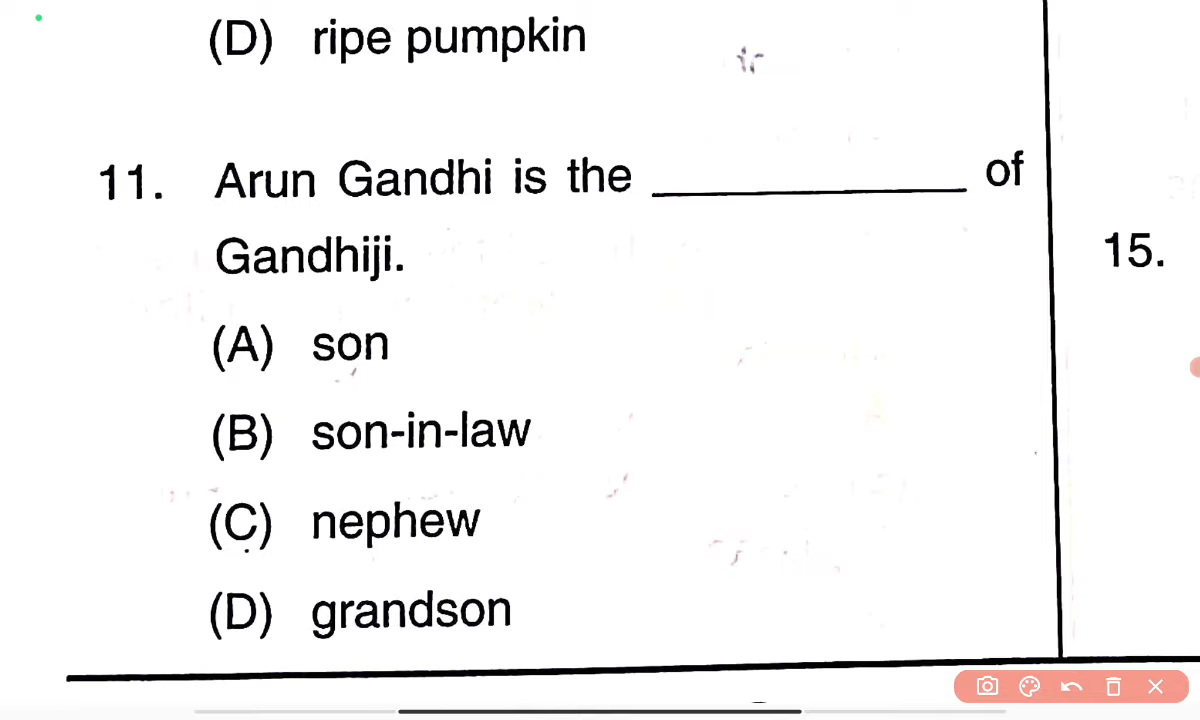 (D) ripe pumpkin
11. Arun Gandhi is the ____________ of
Gandhiji.
(A) son
(B) son-in-law
(C) nephew
(D) grandson
15.